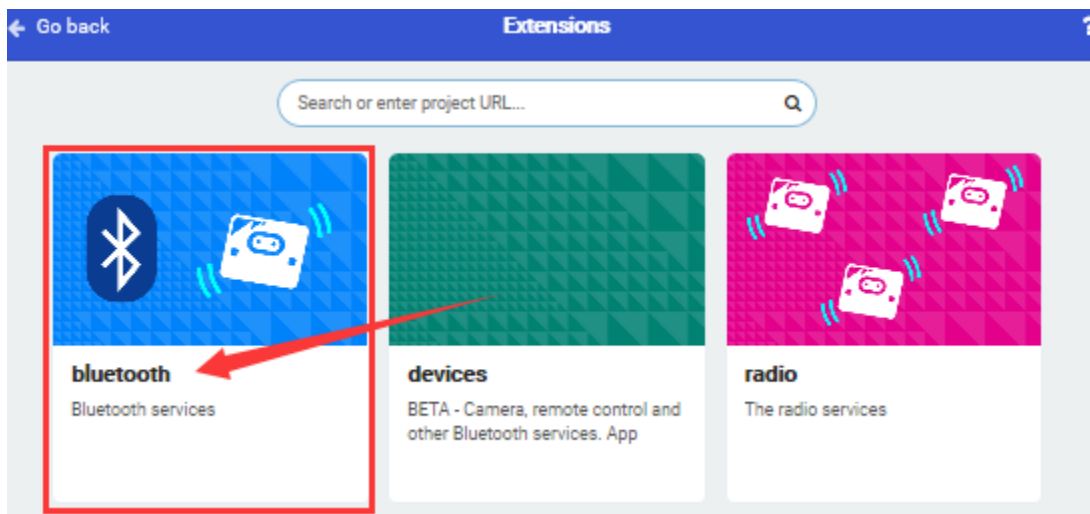 Go back
Extensions
?
Search or enter project URL...
bluetooth
Bluetooth services
devices
BETA - Camera, remote control and
other Bluetooth services. App
radio
The radio services